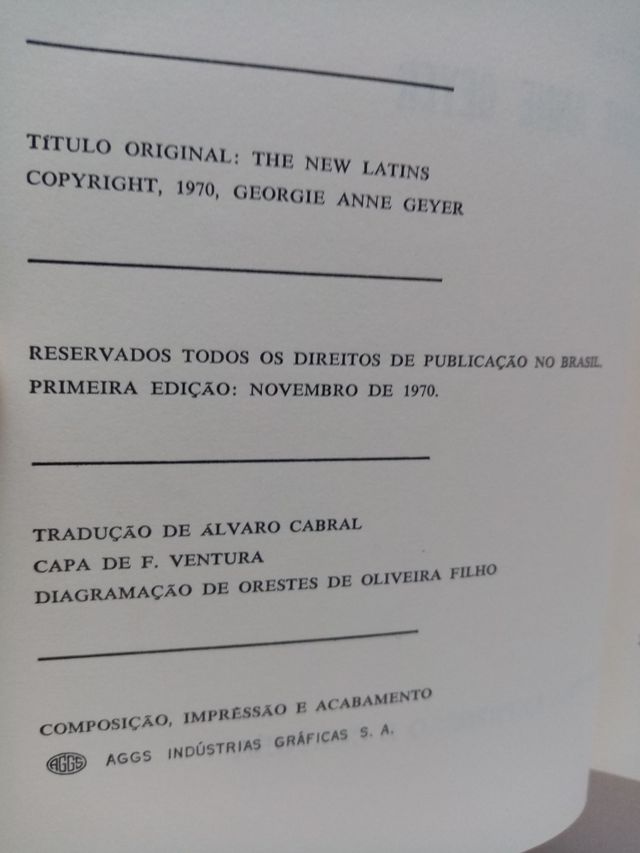 TÍTULO ORIGINAL: THE NEW LATINS
COPYRIGHT, 1970, GEORGIE ANNE GEYER
RESERVADOS TODOS OS DIREITOS DE PUBLICAÇÃO NO BRASIL.
PRIMEIRA EDIÇÃO: NOVEMBRO DE 1970.
TRADUÇÃO DE ÁLVARO CABRAL
CAPA DE F. VENTURA
DIAGRAMAÇÃO DE ORESTES DE OLIVEIRA FILHO
COMPOSIÇÃO, IMPRESSÃO E ACABAMENTO
AGGS AGGS INDÚSTRIAS GRÁFICAS S. A.